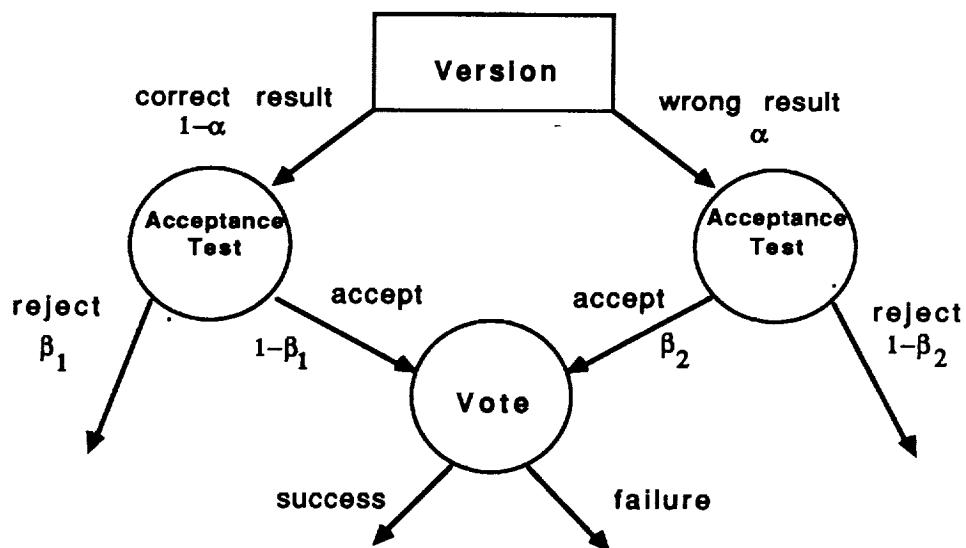 Version
correct result
1–α
wrong result
α
Acceptance
Test
Acceptance
Test
reject
β1
accept
1–β1
accept
β2
reject
1–β2
Vote
success
failure